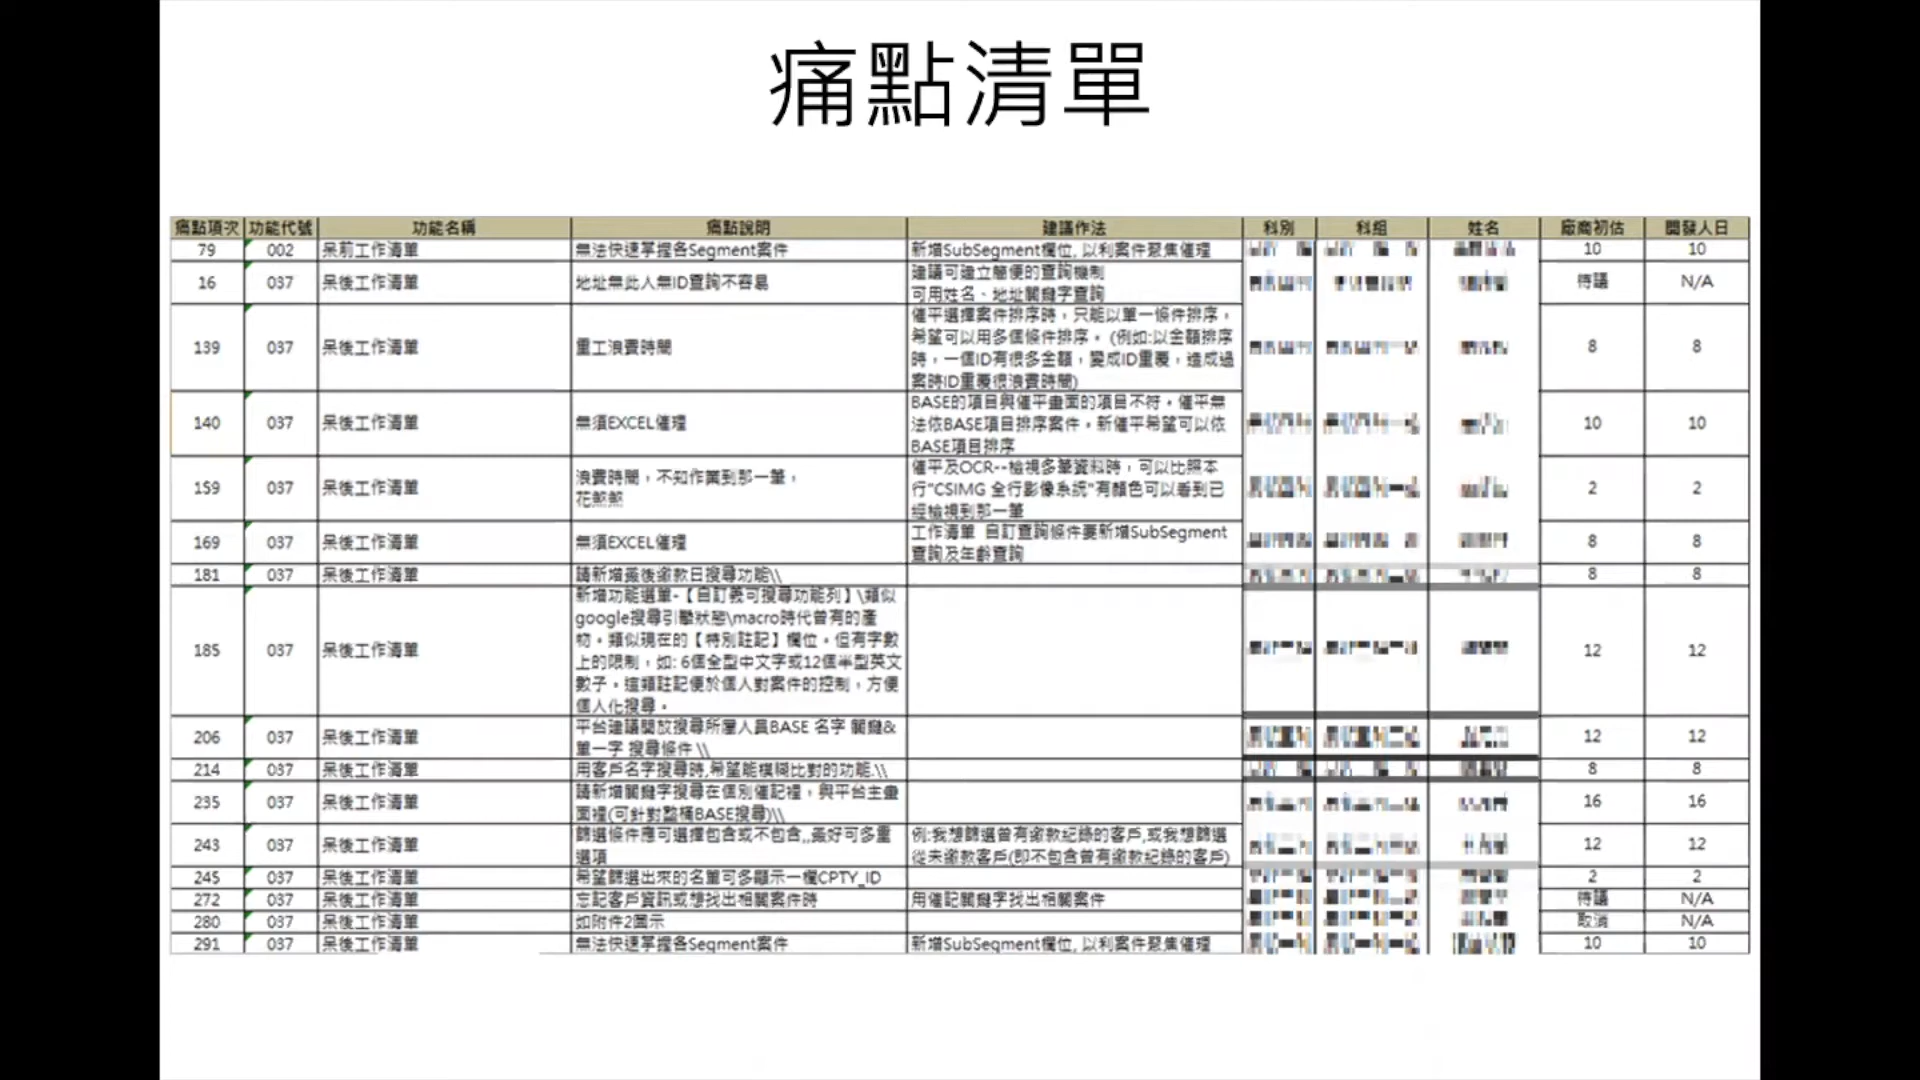 痛點清單
痛點項次 功能代號 功能名稱 痛點說明 建議作法 科別 科組 姓名 廠商初估 開發人日
79 002 呆前工作清單 無法快速掌握各Segment案件 新增SubSegment欄位, 以利案件聚焦催理 10 10
16 037 呆後工作清單 地址無此人無ID查詢不容易 建議可建立簡便的查詢機制
可用姓名、地址關鍵字查詢 待議 N/A
139 037 呆後工作清單 重工浪費時間 催平選擇案件排序時，只能以單一條件排序，
希望可以用多個條件排序。 (例如:以金額排序
時，一個ID有很多金額，變成ID重覆，造成過
案時ID重覆很浪費時間) 8 8
140 037 呆後工作清單 無須EXCEL催理 BASE的項目與催平畫面的項目不符，催平無
法依BASE項目排序案件，新催平希望可以依
BASE項目排序 10 10
159 037 呆後工作清單 浪費時間，不知作業到那一筆，
花煞煞 催平及OCR--檢視多筆資料時，可以比照本
行"CSIMG 全行影像系統"有顏色可以看到已
經檢視到那一筆 2 2
169 037 呆後工作清單 無須EXCEL催理 工作清單 自訂查詢條件要新增SubSegment
查詢及年齡查詢 8 8
181 037 呆後工作清單 請新增最後繳款日搜尋功能\\ 8 8
185 037 呆後工作清單 新增功能選單-【自訂義可搜尋功能列】\類似
google搜尋引擎狀態\macro時代曾有的產
物。類似現在的【特別註記】欄位。但有字數
上的限制，如: 6個全型中文字或12個半型英文
數子。這類註記便於個人對案件的控制，方便
個人化搜尋。 12 12
206 037 呆後工作清單 平台建議開放搜尋所屬人員BASE 名字 關鍵&
單一字 搜尋條件 \\ 12 12
214 037 呆後工作清單 用客戶名字搜尋時,希望能模糊比對的功能.\\ 8 8
235 037 呆後工作清單 請新增關鍵字搜尋在個別催記裡，與平台主畫
面裡(可針對整桶BASE搜尋)\\ 16 16
243 037 呆後工作清單 篩選條件應可選擇包含或不包含,,最好可多重
選項 例:我想篩選曾有繳款紀錄的客戶,或我想篩選
從未繳款客戶(即不包含曾有繳款紀錄的客戶) 12 12
245 037 呆後工作清單 希望篩選出來的名單可多顯示一欄CPTY_ID 2 2
272 037 呆後工作清單 忘記客戶資訊或想找出相關案件時 用催記關鍵字找出相關案件 待議 N/A
280 037 呆後工作清單 如附件2圖示 取消 N/A
291 037 呆後工作清單 無法快速掌握各Segment案件 新增SubSegment欄位, 以利案件聚焦催理 10 10